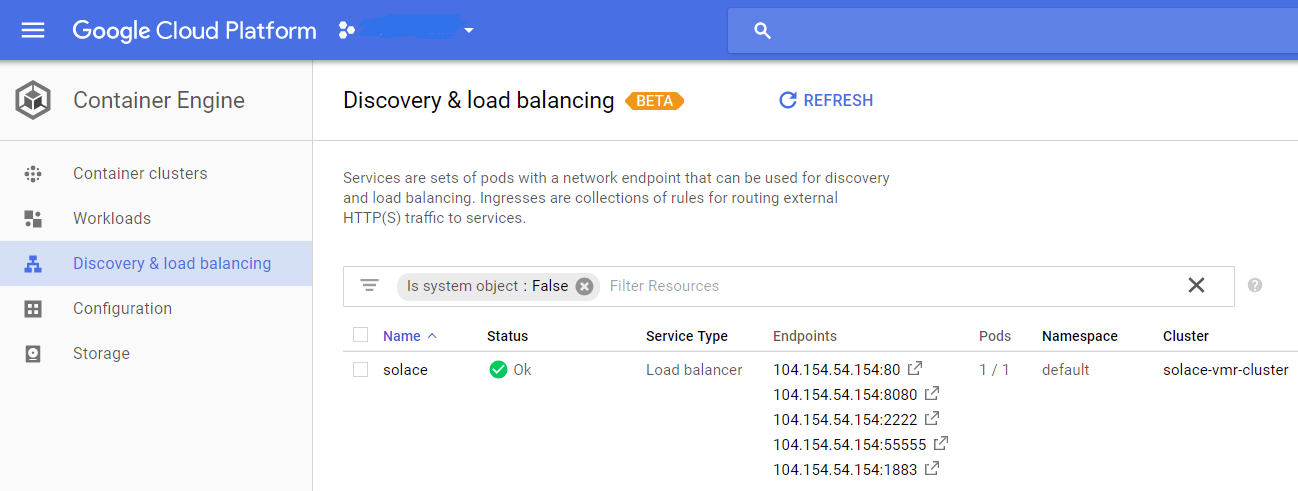 Google Cloud Platform
Container Engine
Discovery & load balancing BETA REFRESH
Container clusters
Workloads
Discovery & load balancing
Configuration
Storage
Services are sets of pods with a network endpoint that can be used for discovery
and load balancing. Ingresses are collections of rules for routing external
HTTP(S) traffic to services.
Is system object : False Filter Resources
Name Status Service Type Endpoints Pods Namespace Cluster
solace Ok Load balancer 104.154.54.154:80 1 / 1 default solace-vmr-cluster
104.154.54.154:8080
104.154.54.154:2222
104.154.54.154:55555
104.154.54.154:1883